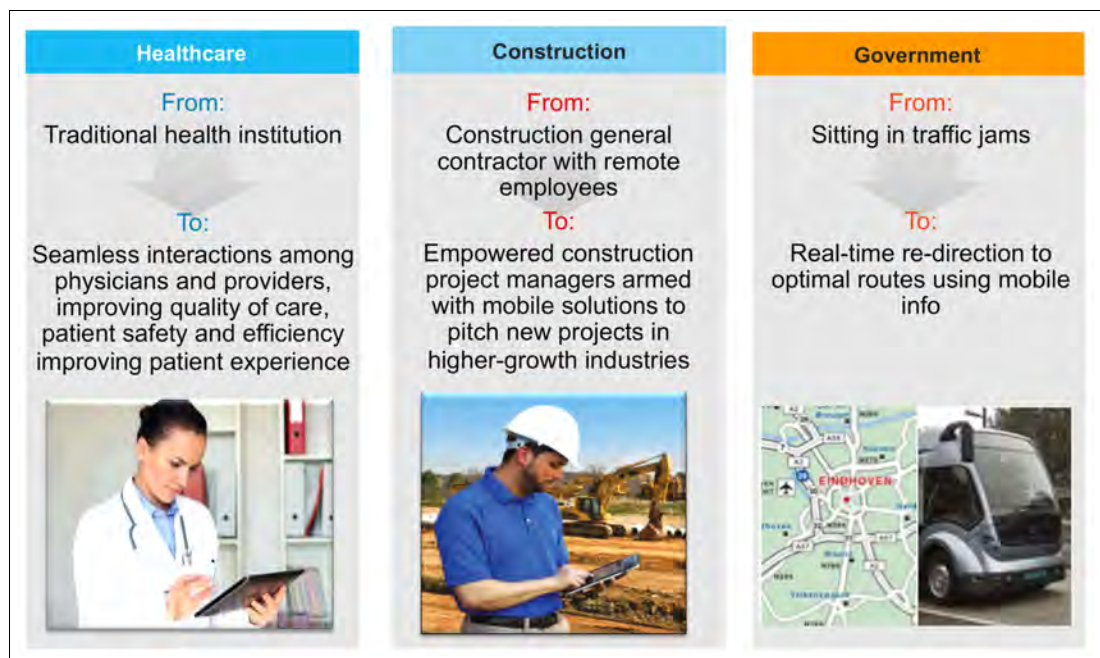 Healthcare
From:
Traditional health institution
To:
Seamless interactions among
physicians and providers,
improving quality of care,
patient safety and efficiency
improving patient experience
Construction
From:
Construction general
contractor with remote
employees
To:
Empowered construction
project managers armed
with mobile solutions to
pitch new projects in
higher-growth industries
Government
From:
Sitting in traffic jams
To:
Real-time re-direction to
optimal routes using mobile
info
EINDHOVEN